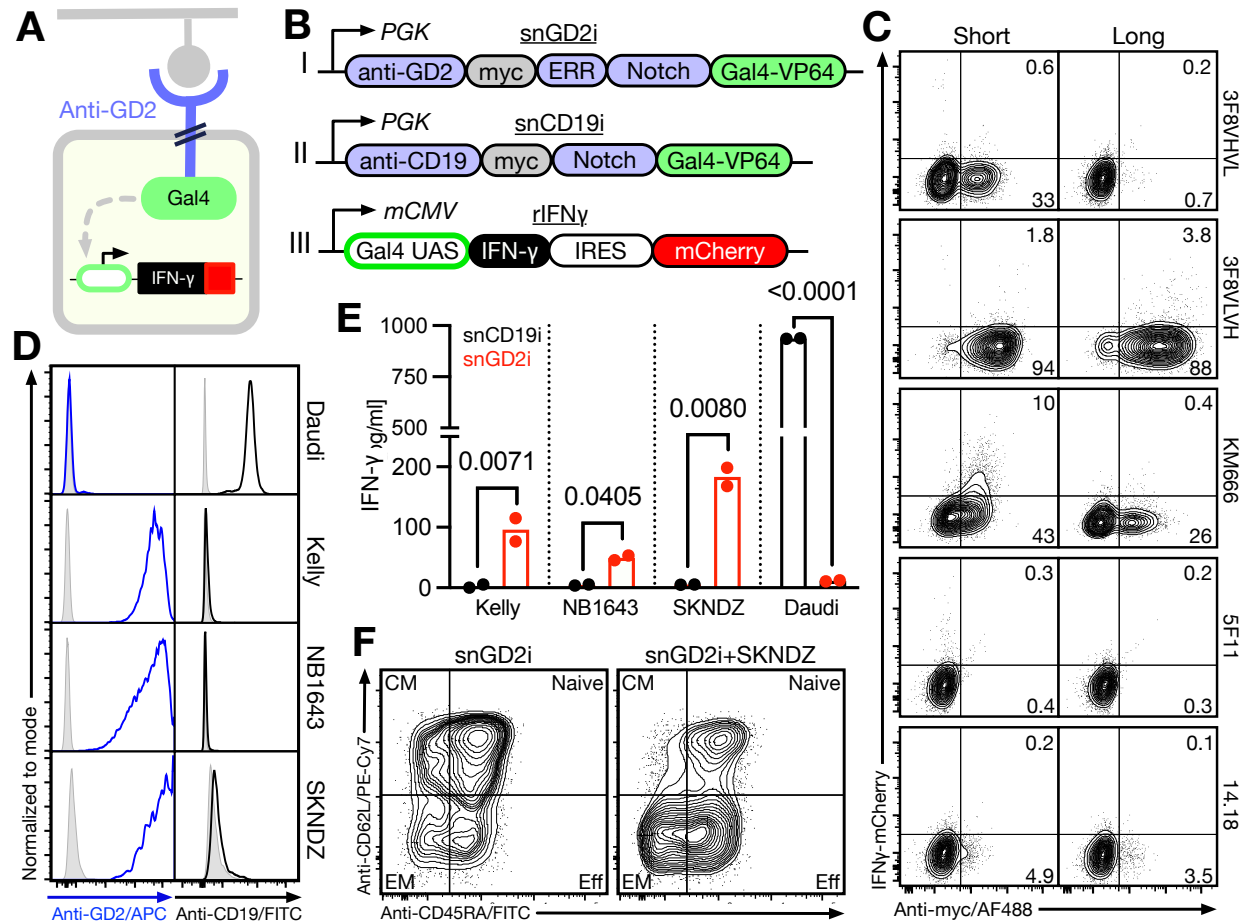 A
Anti-GD2
Gal4
IFN-γ
B
PGK
snGD2i
I
anti-GD2
myc
ERR
Notch
Gal4-VP64
PGK
snCD19i
II
anti-CD19
myc
Notch
Gal4-VP64
mCMV
rIFNγ
III
Gal4 UAS
IFN-γ
IRES
mCherry
C
Short
Long
0.6
0.2
33
0.7
3F8VHVL
1.8
3.8
94
88
3F8VLVH
10
0.4
43
26
KM666
0.3
0.2
0.4
0.3
5F11
0.2
0.1
4.9
3.5
14.18
IFNγ-mCherry
Anti-myc/AF488
D
Daudi
Kelly
NB1643
SKNDZ
Normalized to mode
Anti-GD2/APC
Anti-CD19/FITC
E
snCD19i
snGD2i
<0.0001
1000
750
500
200
100
0
IFN-γ
0.0071
0.0405
0.0080
Kelly
NB1643
SKNDZ
Daudi
F
snGD2i
snGD2i+SKNDZ
CM
Naive
CM
Naive
EM
Eff
EM
Eff
Anti-CD62L/PE-Cy7
Anti-CD45RA/FITC